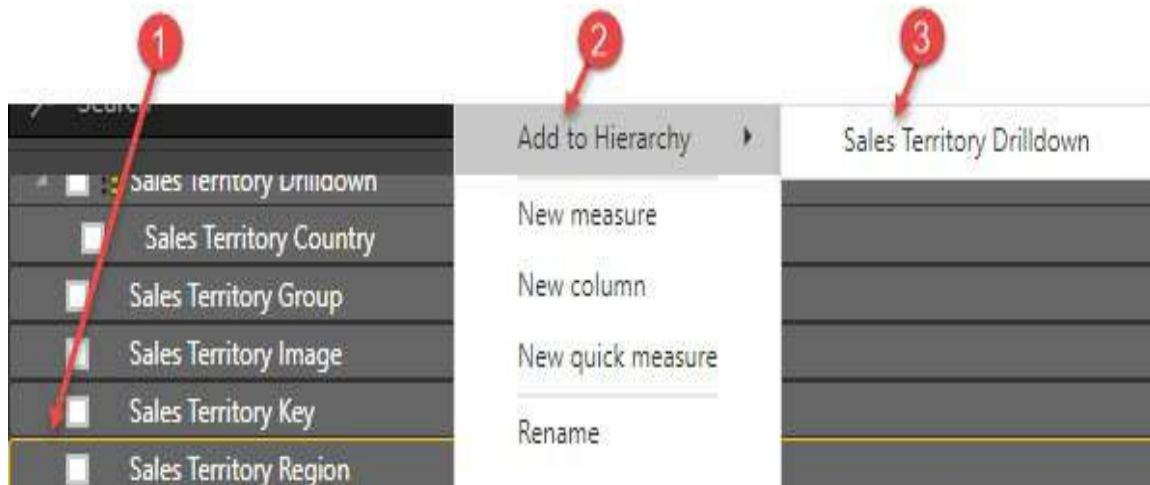 1
2
3
Search
Add to Hierarchy
Sales Territory Drilldown
Sales Territory Drilldown
New measure
Sales Territory Country
Sales Territory Group
New column
Sales Territory Image
New quick measure
Sales Territory Key
Rename
Sales Territory Region